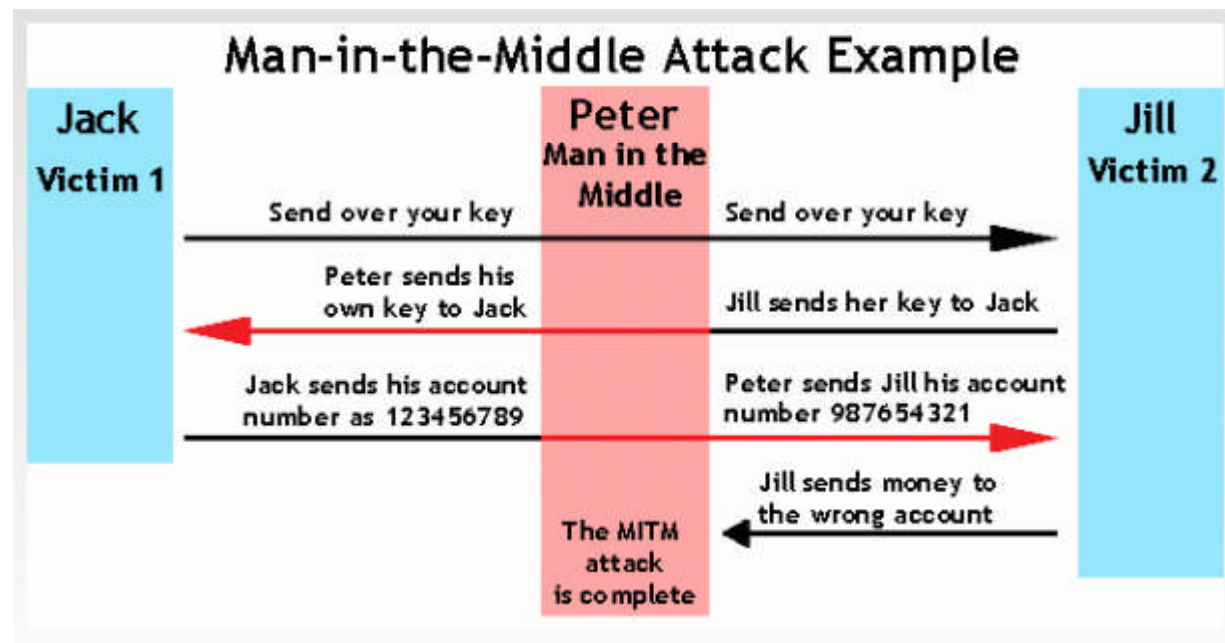 Man-in-the-Middle Attack Example
Jack
Victim 1
Peter
Man in the
Middle
Jill
Victim 2
Send over your key
Send over your key
Peter sends his
own key to Jack
Jill sends her key to Jack
Jack sends his account
number as 123456789
Peter sends Jill his account
number 987654321
Jill sends money to
the wrong account
The MITM
attack
is complete